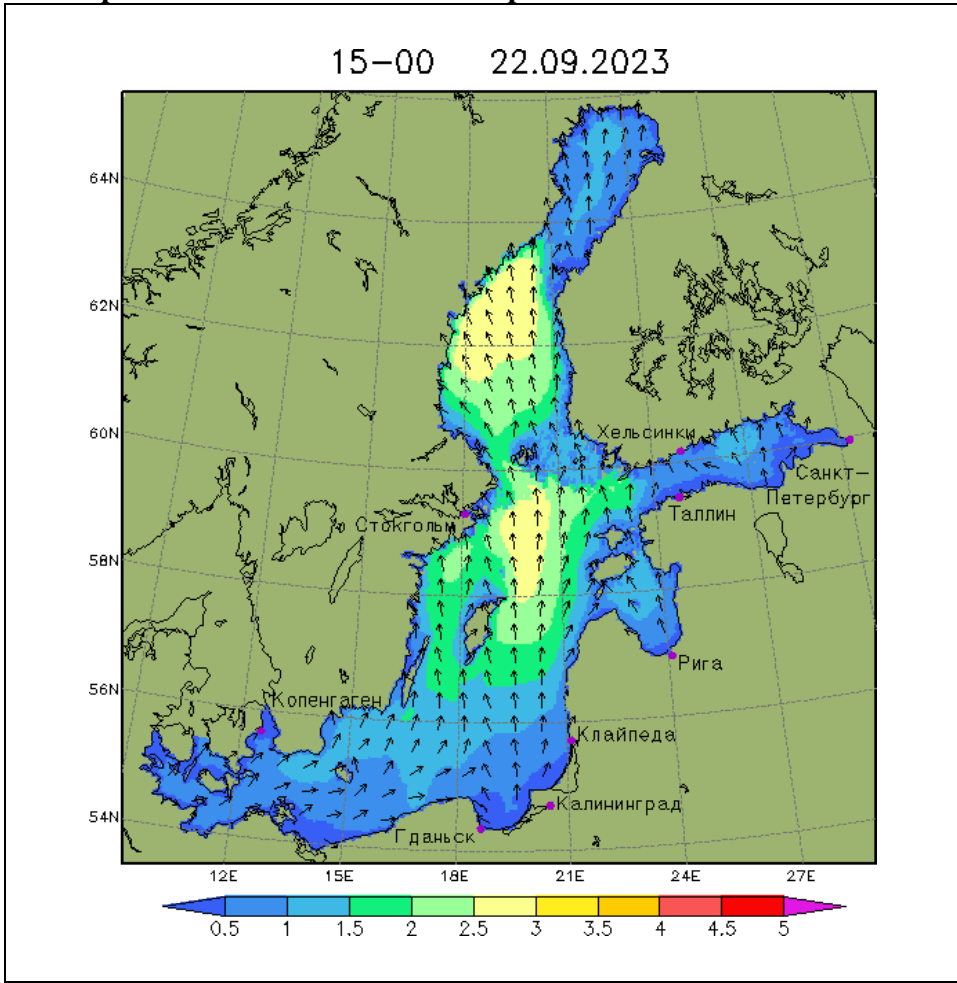 15-00 22.09.2023
64N
62N
60N
58N
56N
54N
Хельсинки
Санкт-
Петербург
Таллин
Стокгольм
Рига
Копенгаген
Клайпеда
Калининград
Гданьск
12E 15E 18E 21E 24E 27E
0.5 1 1.5 2 2.5 3 3.5 4 4.5 5